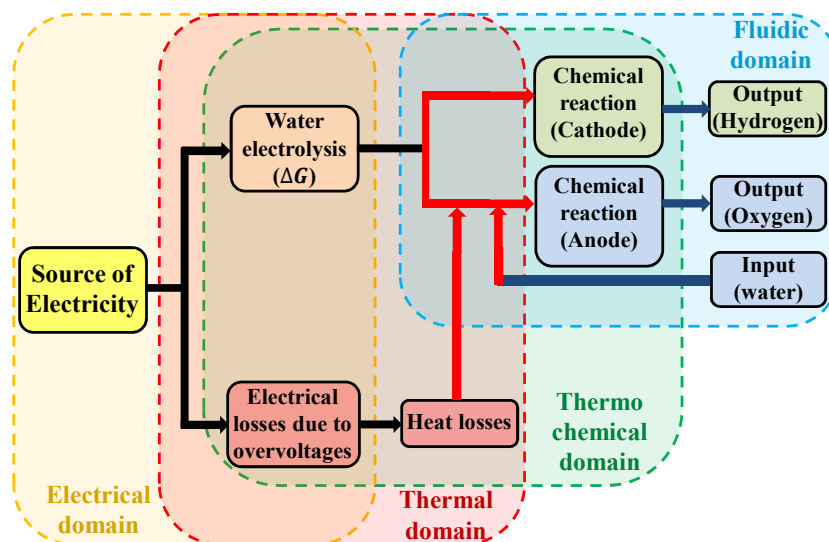 Fluidic
domain
Water
electrolysis
(ΔG)
Chemical
reaction
(Cathode)
Output
(Hydrogen)
Chemical
reaction
(Anode)
Output
(Oxygen)
Source of
Electricity
Input
(water)
Electrical
losses due to
overvoltages
Heat losses
Thermo
chemical
domain
Electrical
domain
Thermal
domain